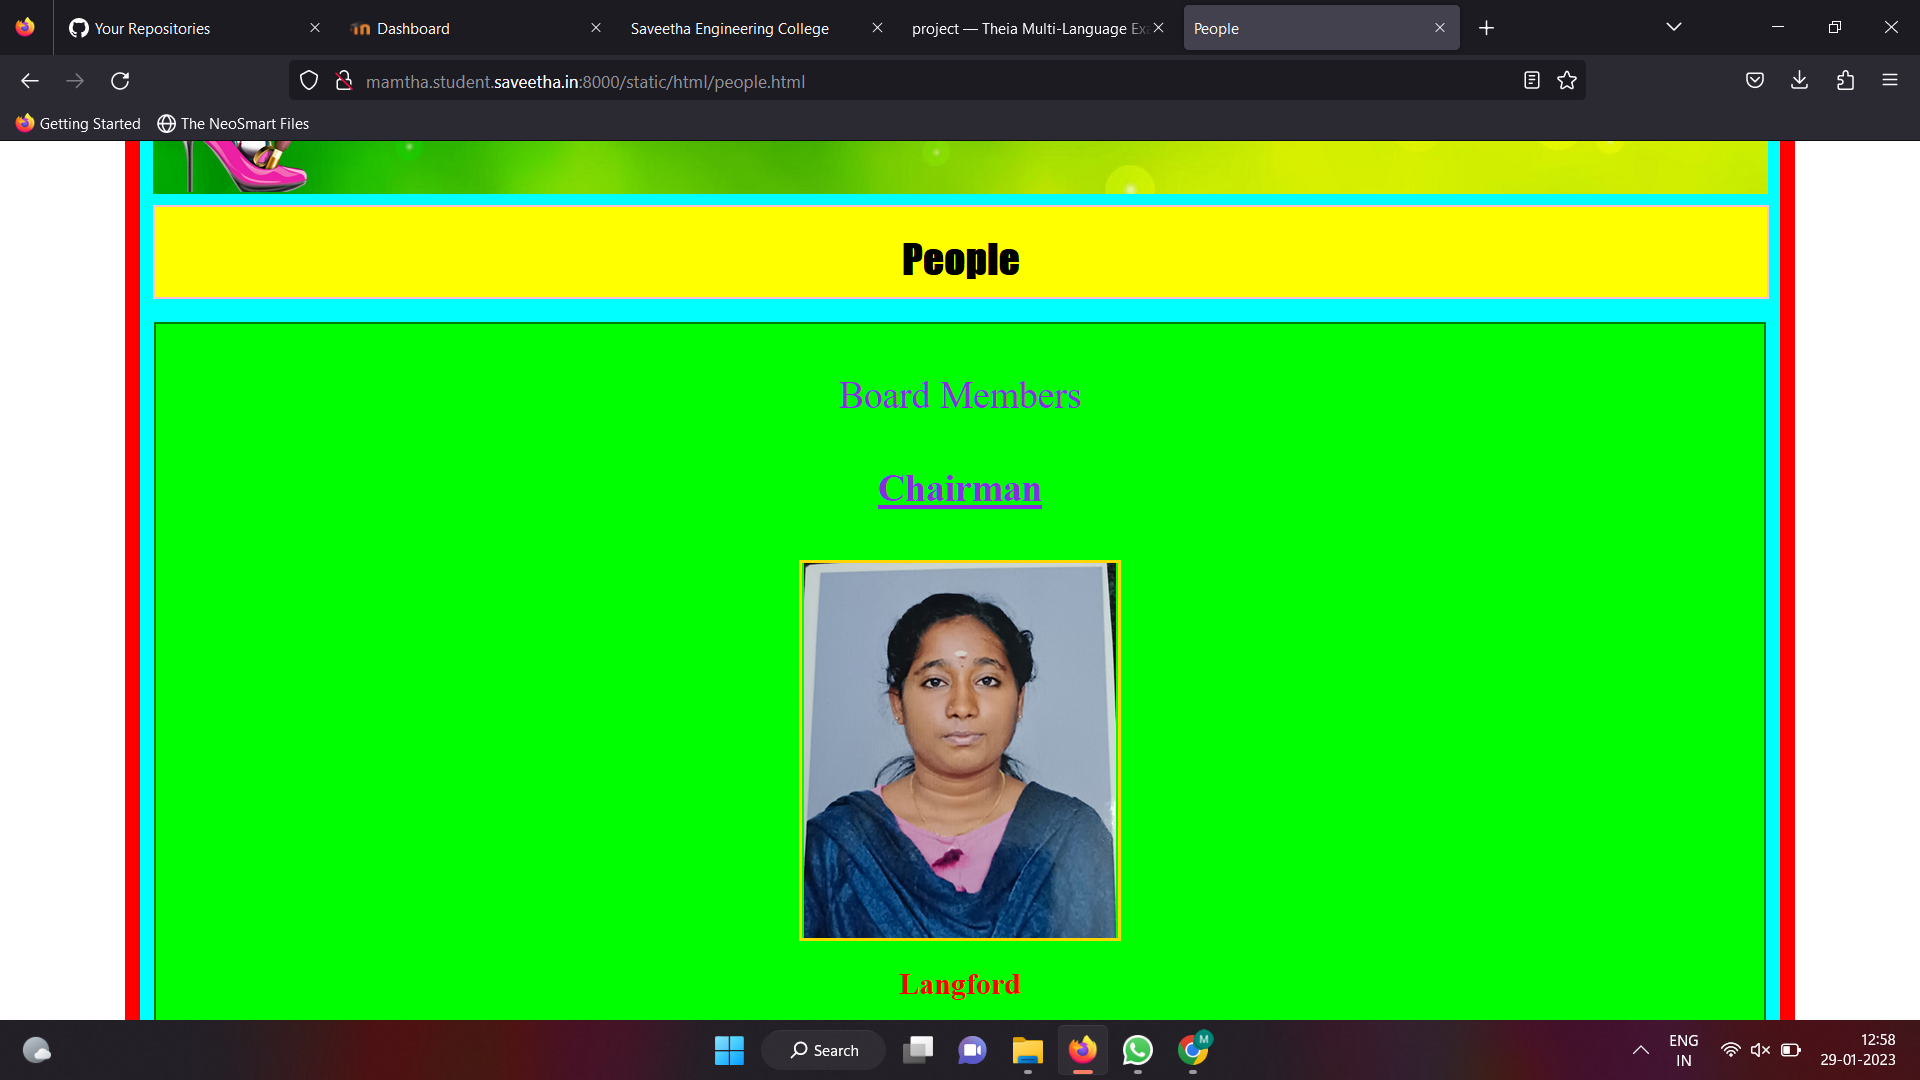 Your Repositories
Dashboard
Saveetha Engineering College
project — Theia Multi-Language Ex
People
mamtha.student.saveetha.in:8000/static/html/people.html
Getting Started
The NeoSmart Files
People
Board Members
Chairman
Langford
Search
M
ENG
IN
12:58
29-01-2023